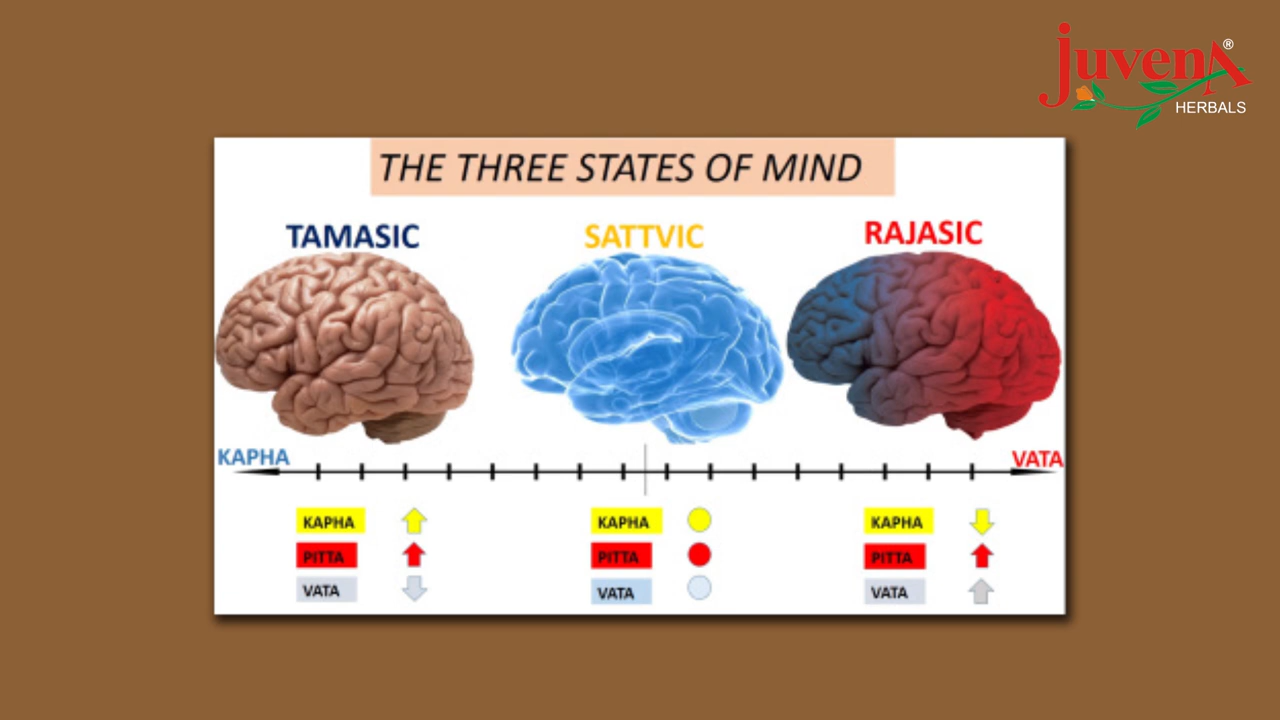 JuvenA®
HERBALS
THE THREE STATES OF MIND
TAMASIC
SATTVIC
RAJASIC
KAPHA
VATA
KAPHA
PITTA
VATA
KAPHA
PITTA
VATA
KAPHA
PITTA
VATA